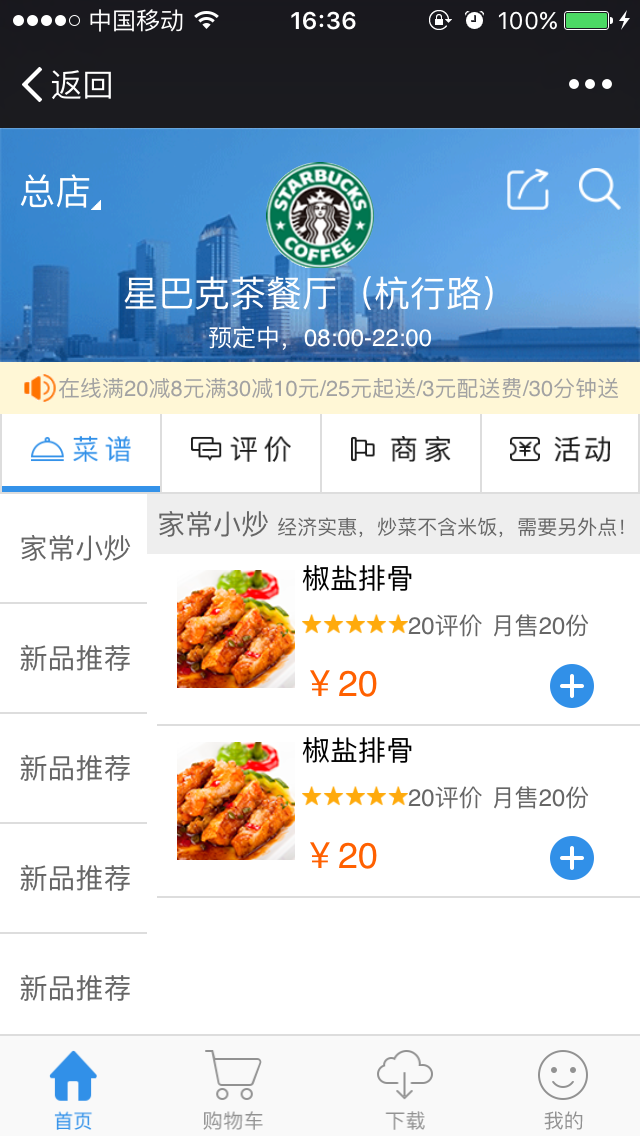 中国移动 16:36 100%
返回
总店
STARBUCKS
COFFEE
星巴克茶餐厅（杭行路）
预定中，08:00-22:00
在线满20减8元满30减10元/25元起送/3元配送费/30分钟送
菜谱 评价 商家 活动
家常小炒
新品推荐
新品推荐
新品推荐
新品推荐
家常小炒 经济实惠，炒菜不含米饭，需要另外点！
椒盐排骨
20评价 月售20份
￥20
椒盐排骨
20评价 月售20份
￥20
首页 购物车 下载 我的